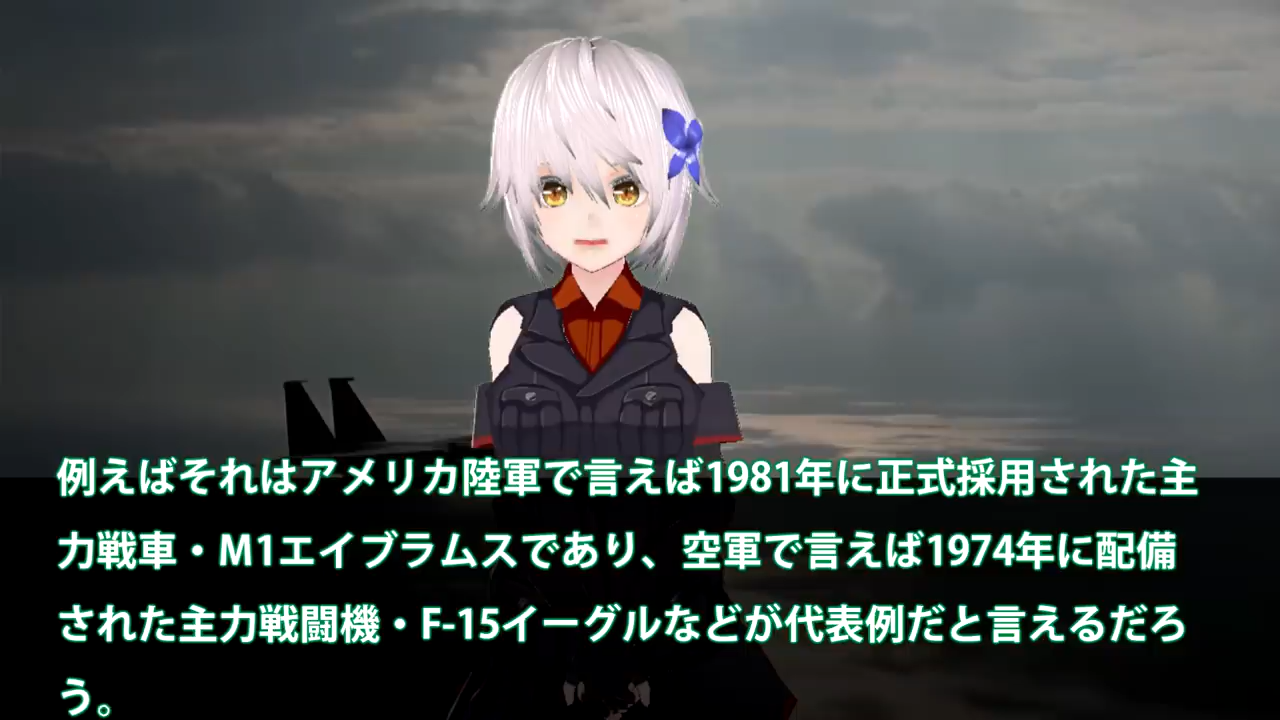 例えばそれはアメリカ陸軍で言えば1981年に正式採用された主
力戦車・M1エイブラムスであり、空軍で言えば1974年に配備
された主力戦闘機・F-15イーグルなどが代表例だと言えるだろ
う。